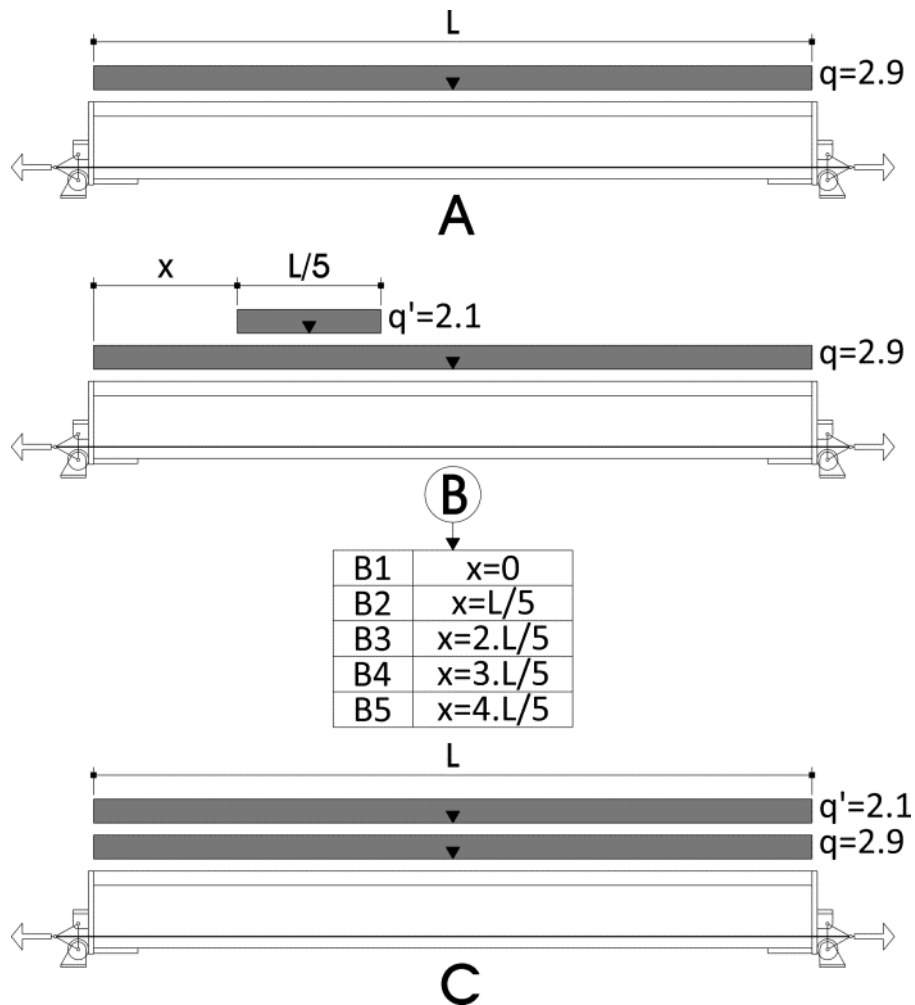 L
q=2.9
A
x L/5
q'=2.1
q=2.9
B
B1 x=0
B2 x=L/5
B3 x=2.L/5
B4 x=3.L/5
B5 x=4.L/5
L
q'=2.1
q=2.9
C